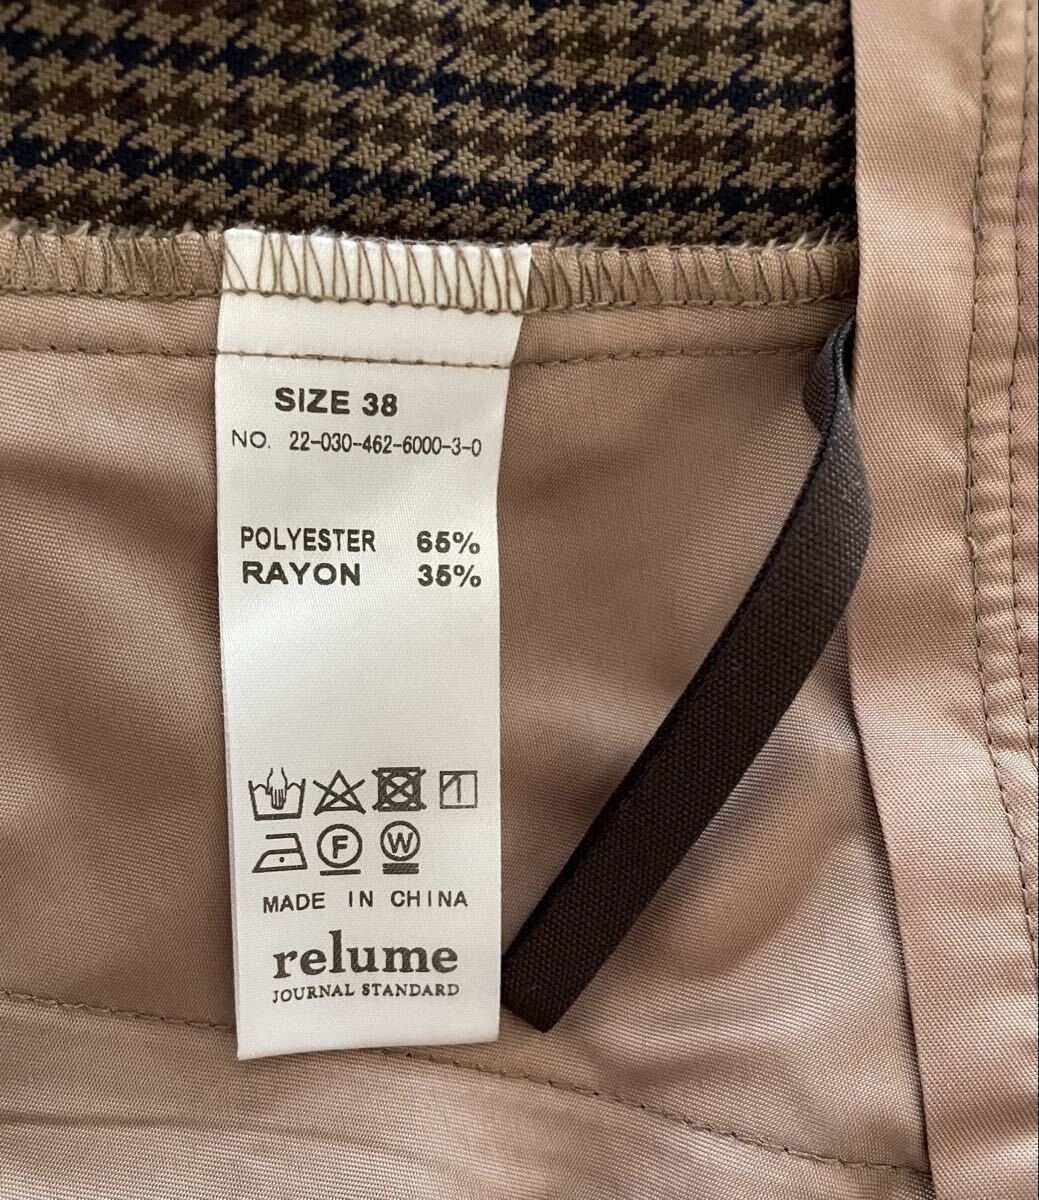 SIZE 38
NO. 22-030-462-6000-3-0
POLYESTER 65%
RAYON 35%
F W
MADE IN CHINA
relume
JOURNAL STANDARD